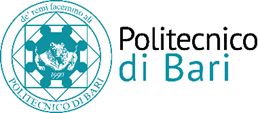 de' remi facemmo ali
1990
POLITECNICO DI BARI
Politecnico
di Bari